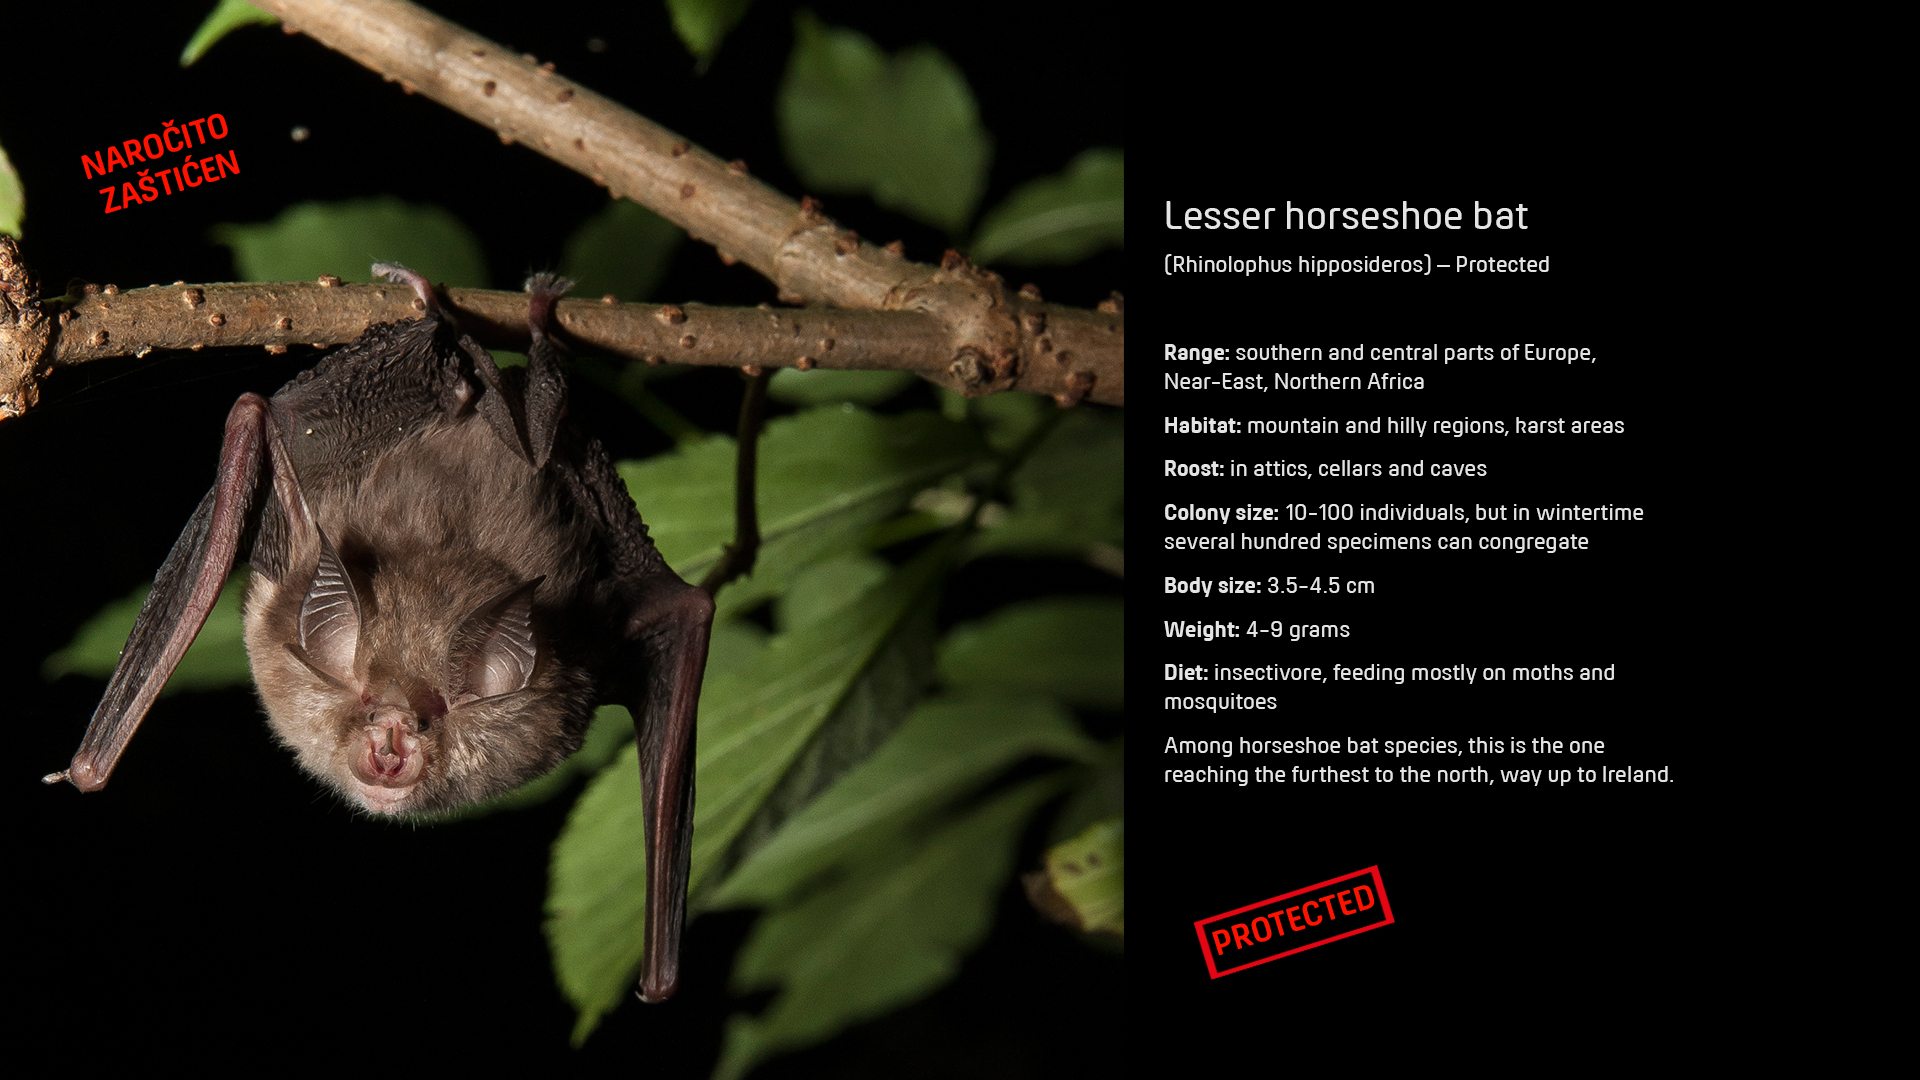 NAROČITO
ZAŠTIĆEN
Lesser horseshoe bat
(Rhinolophus hipposideros) – Protected
Range: southern and central parts of Europe,
Near-East, Northern Africa
Habitat: mountain and hilly regions, karst areas
Roost: in attics, cellars and caves
Colony size: 10-100 individuals, but in wintertime
several hundred specimens can congregate
Body size: 3.5-4.5 cm
Weight: 4-9 grams
Diet: insectivore, feeding mostly on moths and
mosquitoes
Among horseshoe bat species, this is the one
reaching the furthest to the north, way up to Ireland.
PROTECTED